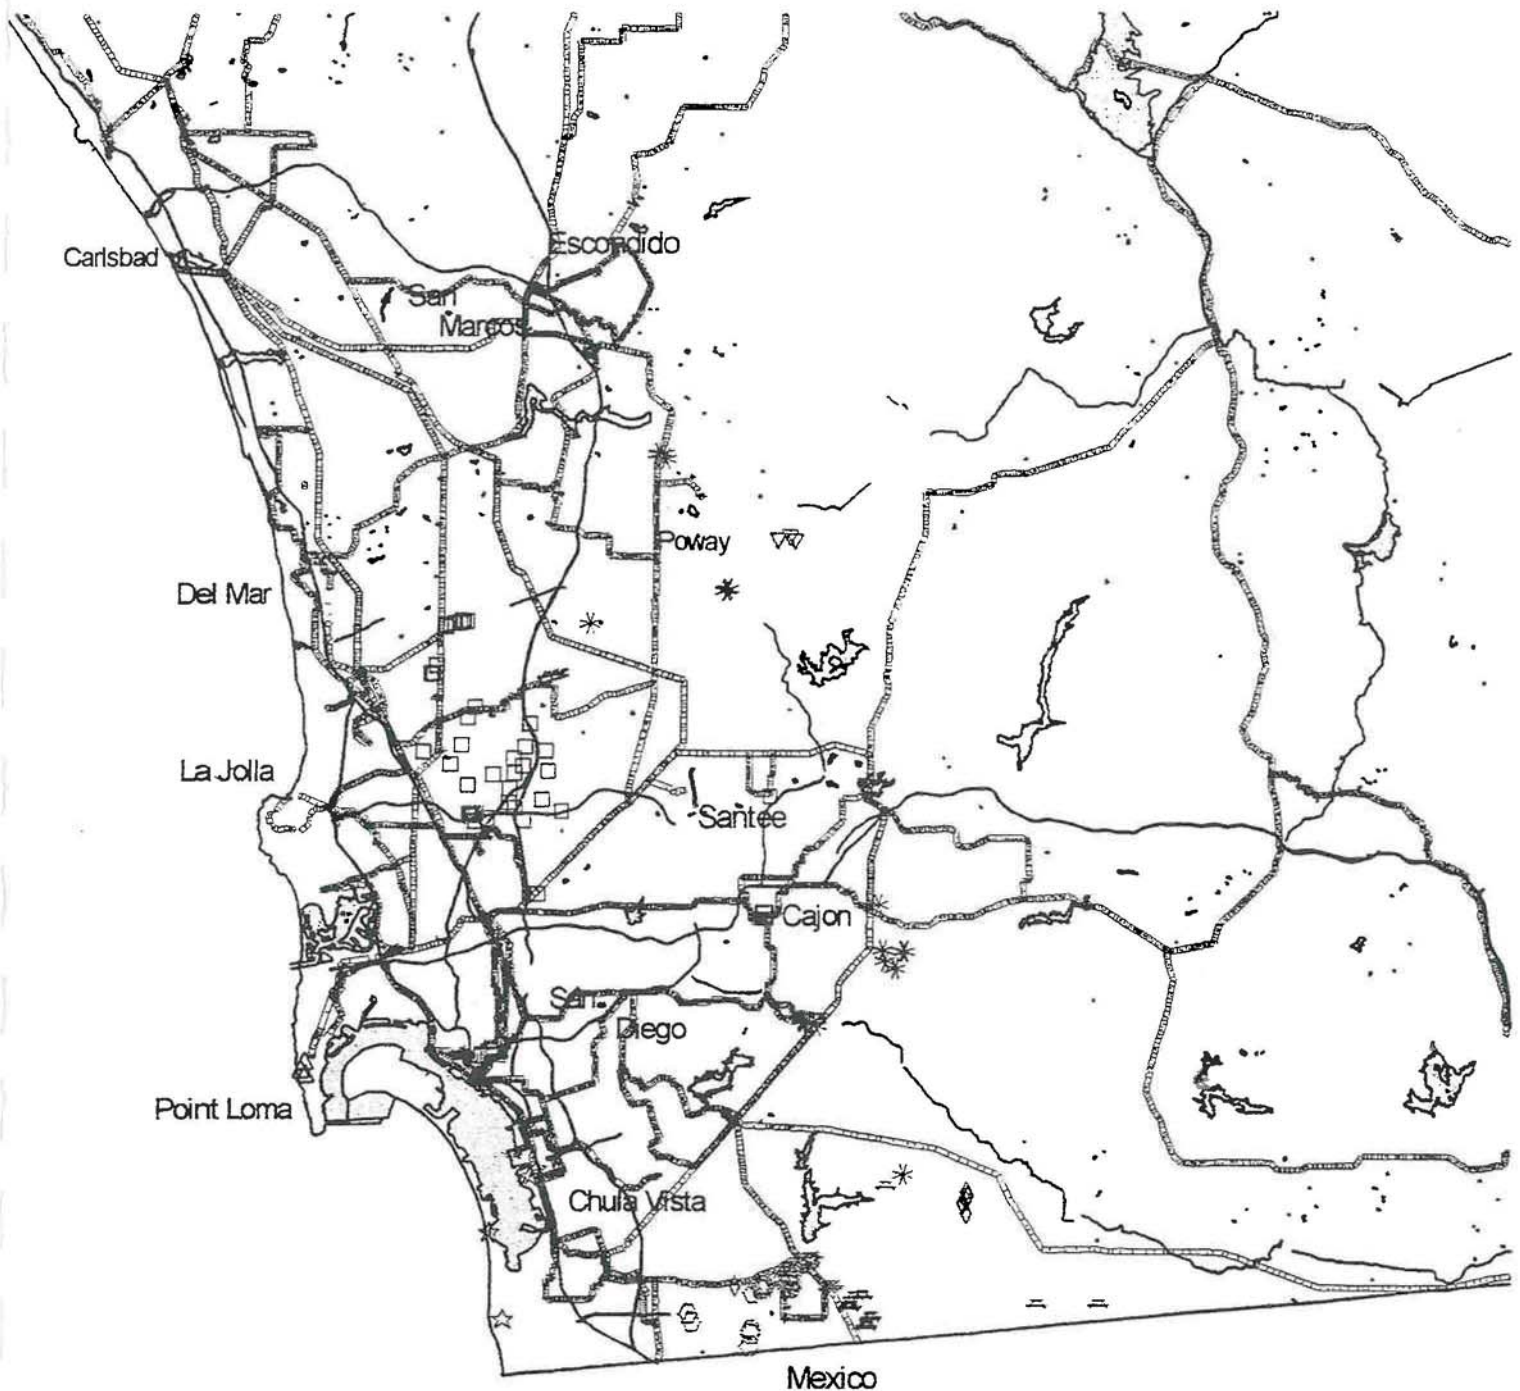 Escondido
Carlsbad
San
Marcos
Poway
Del Mar
La Jolla
Santee
Cajon
San
Diego
Point Loma
Chula Vista
Mexico